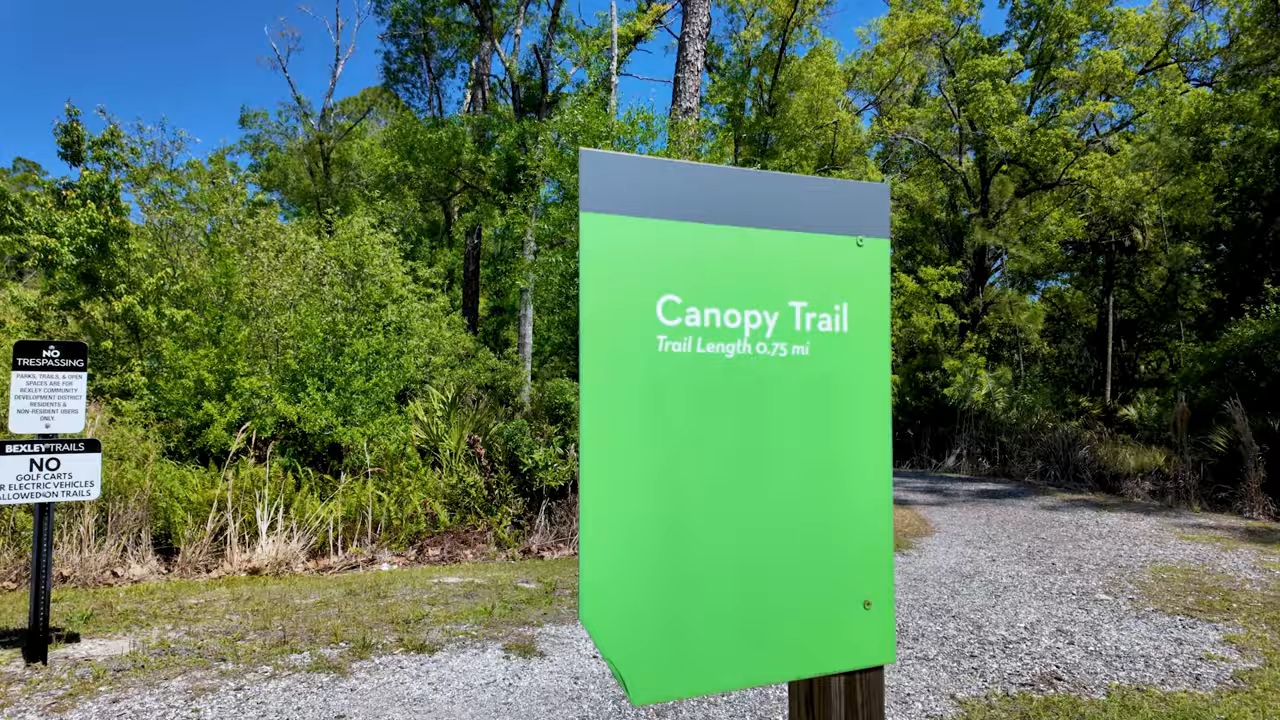 NO
TRESPASSING
PARKS, TRAILS, & OPEN
SPACES ARE FOR
BEXLEY COMMUNITY
DEVELOPMENT DISTRICT
RESIDENTS &
NON-RESIDENT USERS
ONLY.
BEXLEY TRAILS
NO
GOLF CARTS
R ELECTRIC VEHICLES
ALLOWED ON TRAILS
Canopy Trail
Trail Length 0.75 mi